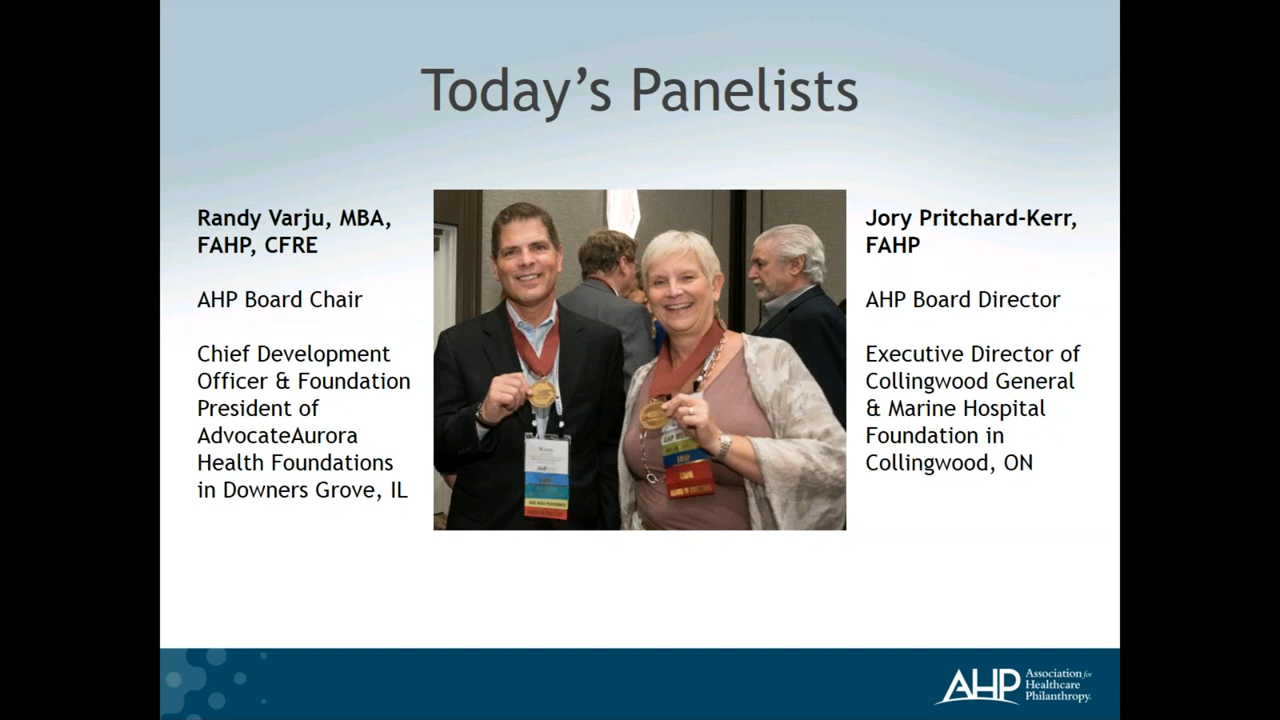 Today's Panelists
Randy Varju, MBA,
FAHP, CFRE
AHP Board Chair
Chief Development
Officer & Foundation
President of
AdvocateAurora
Health Foundations
in Downers Grove, IL
Jory Pritchard-Kerr,
FAHP
AHP Board Director
Executive Director of
Collingwood General
& Marine Hospital
Foundation in
Collingwood, ON
AHP
Association for
Healthcare
Philanthropy.